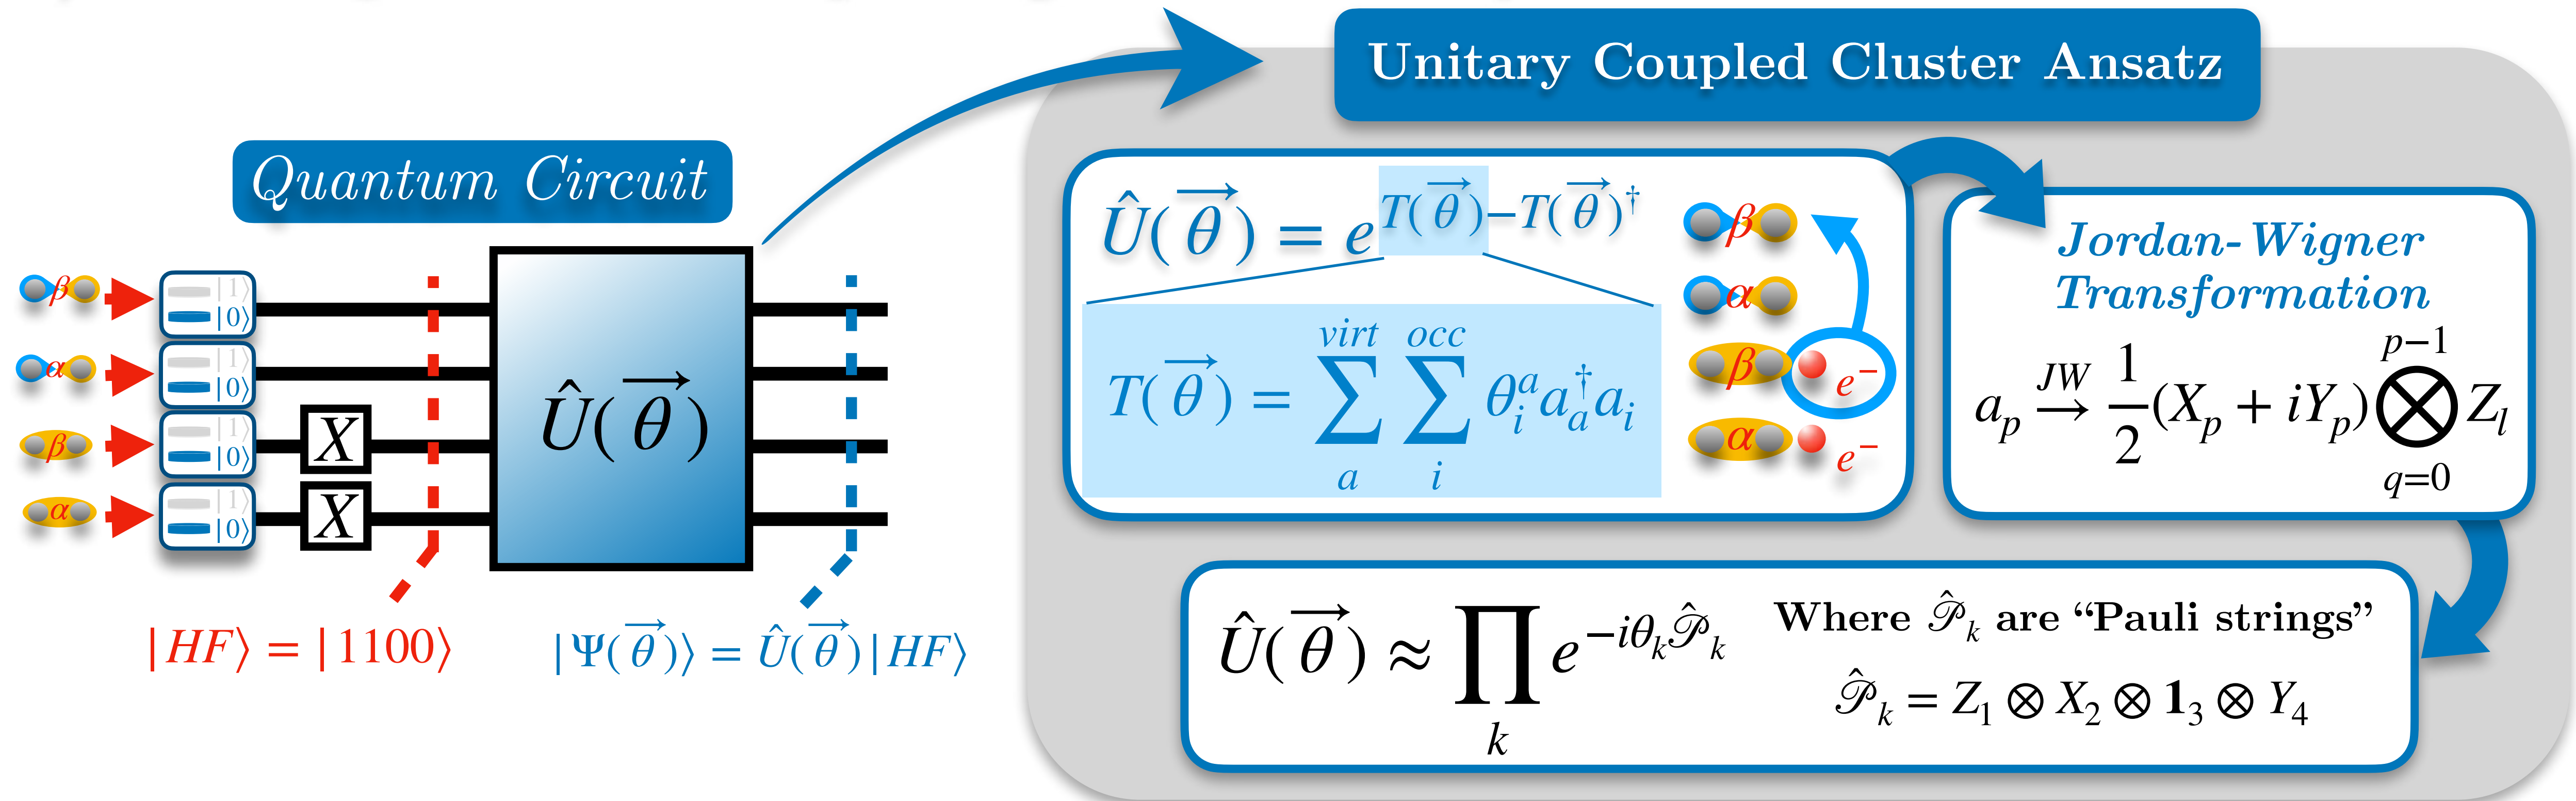 Quantum Circuit
β |1⟩ |0⟩
α |1⟩ |0⟩
β |1⟩ |0⟩ X
α |1⟩ |0⟩ X
Û(θ⃗)
|HF⟩ = |1100⟩
|Ψ(θ⃗)⟩ = Û(θ⃗)|HF⟩
Unitary Coupled Cluster Ansatz
Û(θ⃗) = e^{T(θ⃗)−T(θ⃗)†}
T(θ⃗) = ∑_a^{virt} ∑_i^{occ} θ_i^a a_a^† a_i
β
α
β e⁻
α e⁻
Jordan-Wigner
Transformation
a_p →^{JW} 1/2 (X_p + iY_p) ⨂_{q=0}^{p−1} Z_l
Û(θ⃗) ≈ ∏_k e^{−iθ_k 𝒫̂_k}
Where 𝒫̂_k are “Pauli strings”
𝒫̂_k = Z_1 ⊗ X_2 ⊗ 𝟏_3 ⊗ Y_4